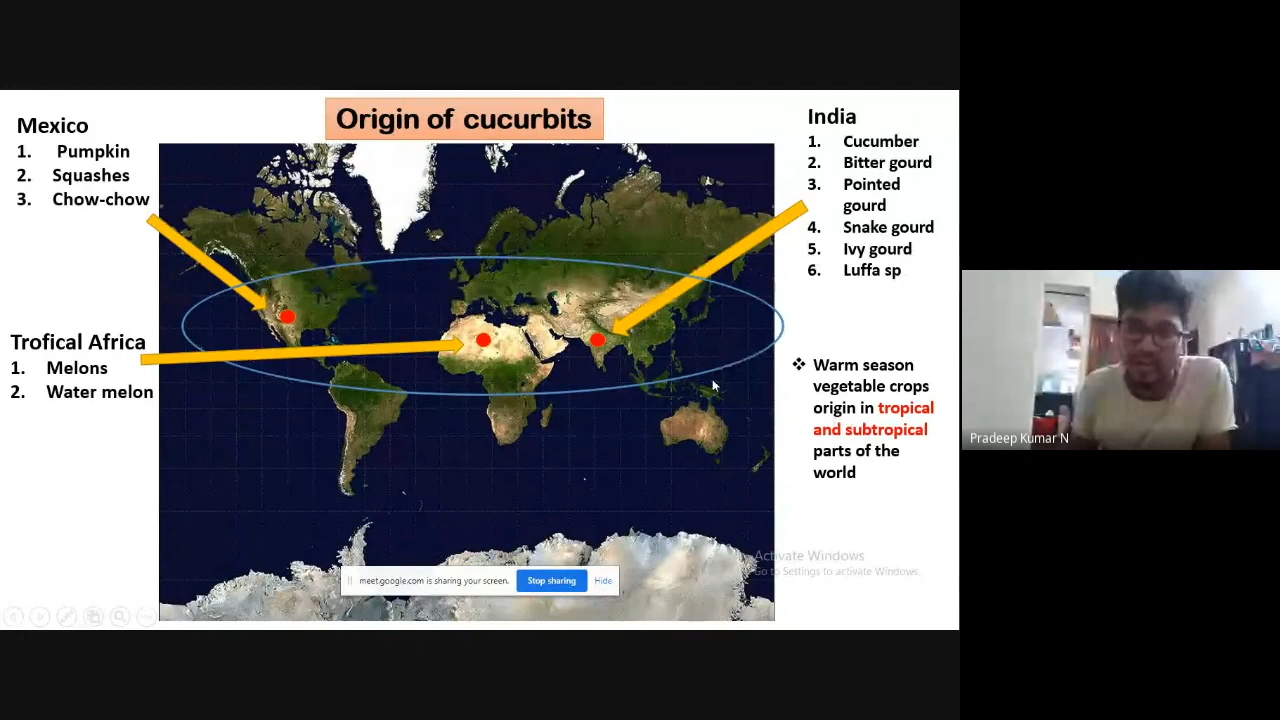 Origin of cucurbits
Mexico
1. Pumpkin
2. Squashes
3. Chow-chow
Trofical Africa
1. Melons
2. Water melon
India
1. Cucumber
2. Bitter gourd
3. Pointed
gourd
4. Snake gourd
5. Ivy gourd
6. Luffa sp
❖ Warm season
vegetable crops
origin in tropical
and subtropical
parts of the
world
Activate Windows
Go to Settings to activate Windows.
meet.google.com is sharing your screen.
Stop sharing
Hide
Pradeep Kumar N